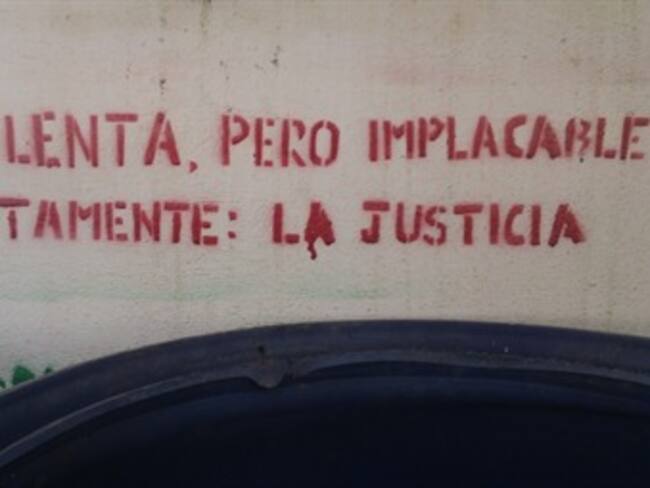 LENTA, PERO IMPLACABLE
TAMENTE: LA JUSTICIA